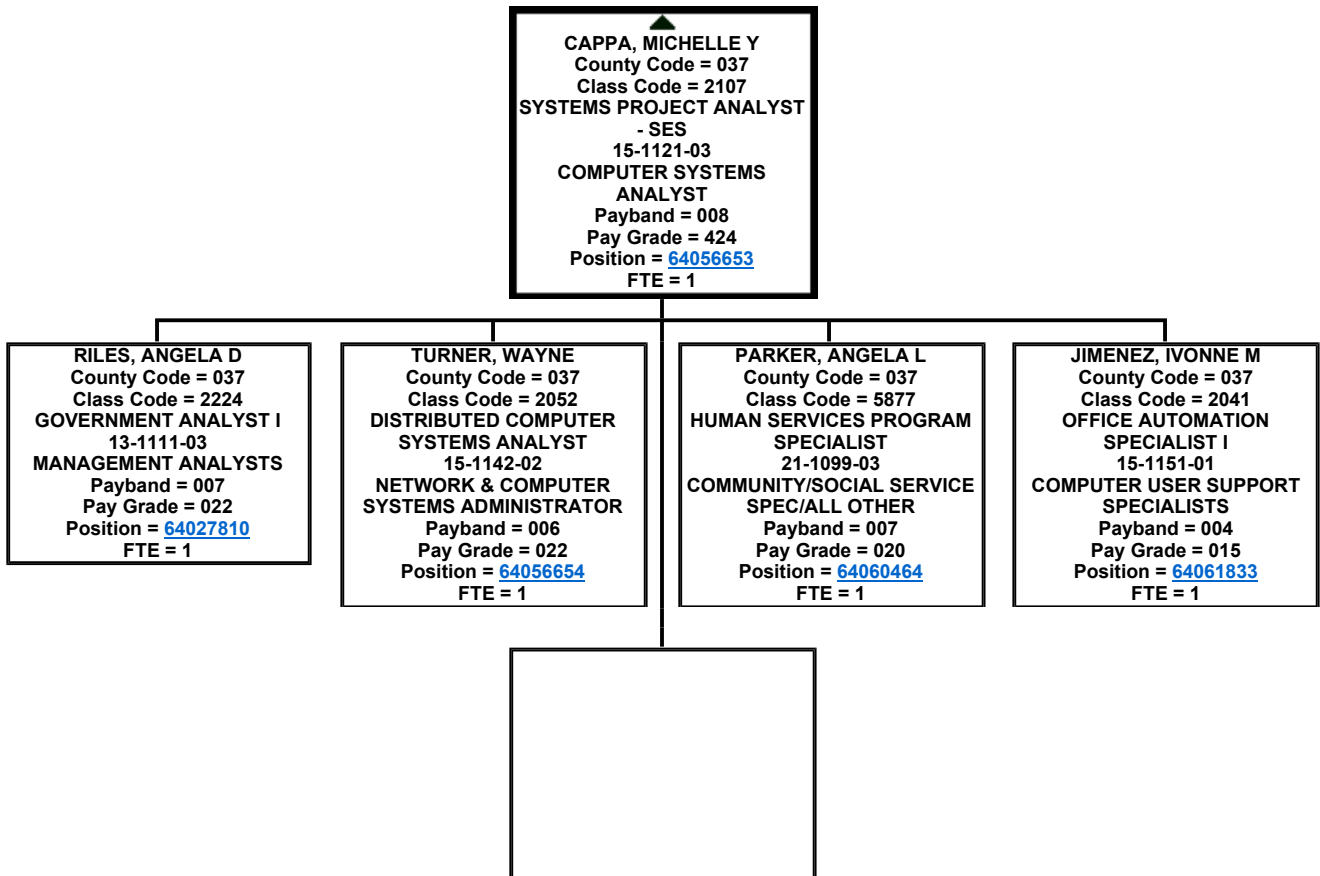 CAPPA, MICHELLE Y
County Code = 037
Class Code = 2107
SYSTEMS PROJECT ANALYST
- SES
15-1121-03
COMPUTER SYSTEMS
ANALYST
Payband = 008
Pay Grade = 424
Position = 64056653
FTE = 1
RILES, ANGELA D
County Code = 037
Class Code = 2224
GOVERNMENT ANALYST I
13-1111-03
MANAGEMENT ANALYSTS
Payband = 007
Pay Grade = 022
Position = 64027810
FTE = 1
TURNER, WAYNE
County Code = 037
Class Code = 2052
DISTRIBUTED COMPUTER
SYSTEMS ANALYST
15-1142-02
NETWORK & COMPUTER
SYSTEMS ADMINISTRATOR
Payband = 006
Pay Grade = 022
Position = 64056654
FTE = 1
PARKER, ANGELA L
County Code = 037
Class Code = 5877
HUMAN SERVICES PROGRAM
SPECIALIST
21-1099-03
COMMUNITY/SOCIAL SERVICE
SPEC/ALL OTHER
Payband = 007
Pay Grade = 020
Position = 64060464
FTE = 1
JIMENEZ, IVONNE M
County Code = 037
Class Code = 2041
OFFICE AUTOMATION
SPECIALIST I
15-1151-01
COMPUTER USER SUPPORT
SPECIALISTS
Payband = 004
Pay Grade = 015
Position = 64061833
FTE = 1